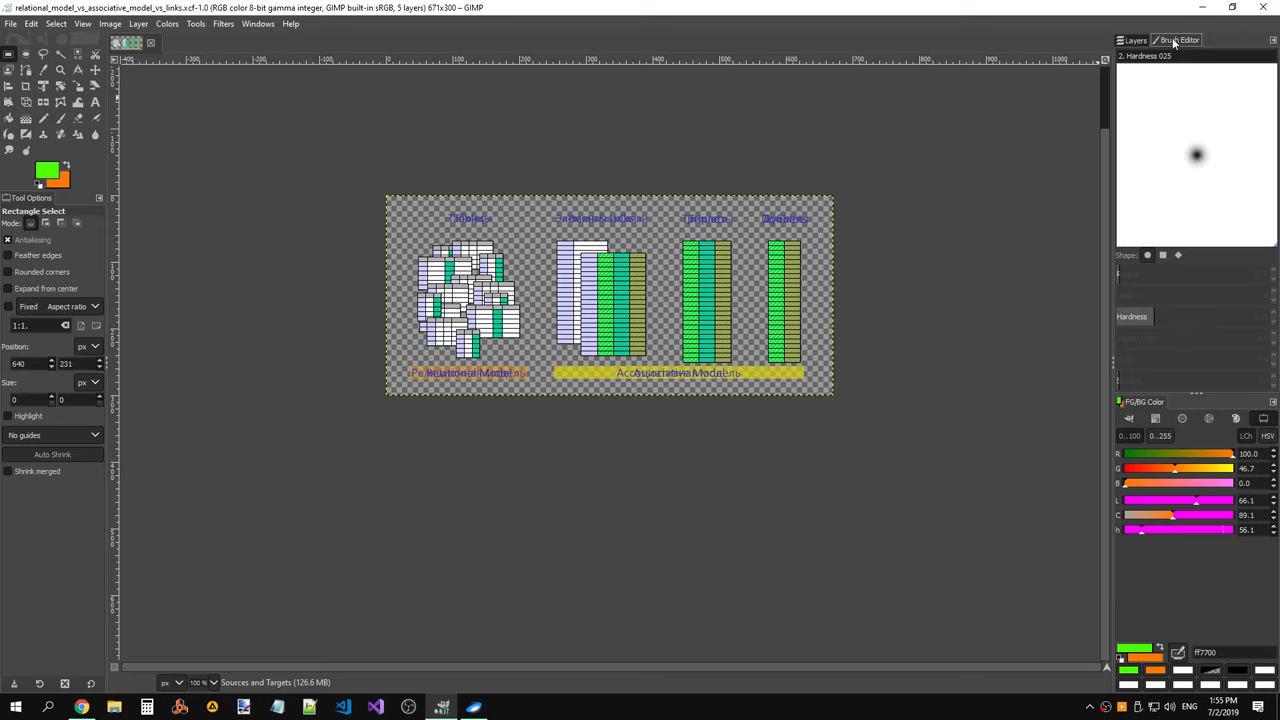 relational_model_vs_associative_model_vs_links.xcf-1.0 (RGB color 8-bit gamma integer, GIMP built-in sRGB, 5 layers) 671x300 – GIMP
File Edit Select View Image Layer Colors Tools Filters Windows Help
Layers Brush Editor
2. Hardness 025
Shape:
Hardness
Tool Options
Rectangle Select
Mode:
Antialiasing
Feather edges
Rounded corners
Expand from center
Fixed Aspect ratio
1:1.
Position: px
640 231
Size: px
0 0
Highlight
No guides
Auto Shrink
Shrink merged
FG/BG Color
0..100 0..255 LCh HSV
R 100.0
G 46.7
B 0.0
L 66.1
C 89.1
h 56.1
ff7700
px 100 % Sources and Targets (126.6 MB)
ENG 1:55 PM 7/2/2019